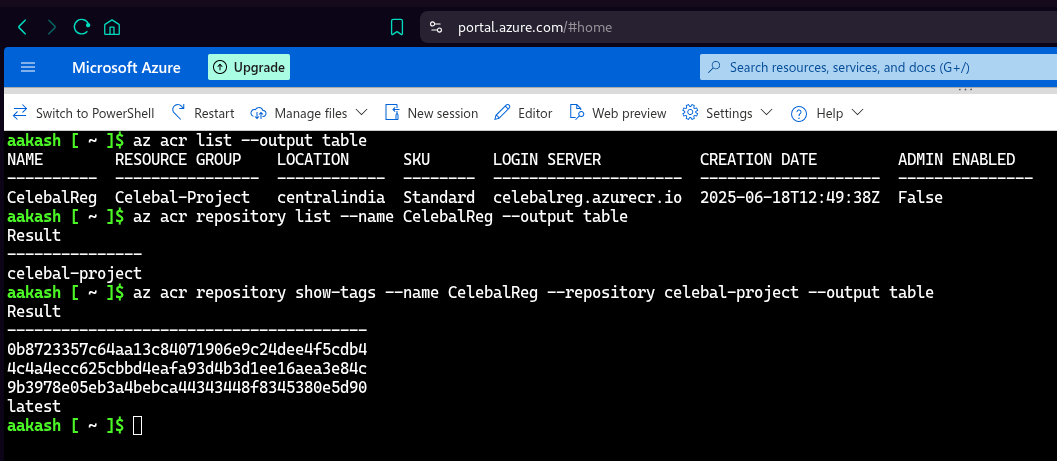 portal.azure.com/#home
Microsoft Azure Upgrade Search resources, services, and docs (G+/)
Switch to PowerShell Restart Manage files New session Editor Web preview Settings Help
aakash [ ~ ]$ az acr list --output table
NAME RESOURCE GROUP LOCATION SKU LOGIN SERVER CREATION DATE ADMIN ENABLED
---------- ---------------- ------------ -------- --------------------- -------------------- ---------------
CelebalReg Celebal-Project centralindia Standard celebalreg.azurecr.io 2025-06-18T12:49:38Z False
aakash [ ~ ]$ az acr repository list --name CelebalReg --output table
Result
---------------
celebal-project
aakash [ ~ ]$ az acr repository show-tags --name CelebalReg --repository celebal-project --output table
Result
----------------------------------------
0b8723357c64aa13c84071906e9c24dee4f5cdb4
4c4a4ecc625cbbd4eafa93d4b3d1ee16aea3e84c
9b3978e05eb3a4bebca44343448f8345380e5d90
latest
aakash [ ~ ]$